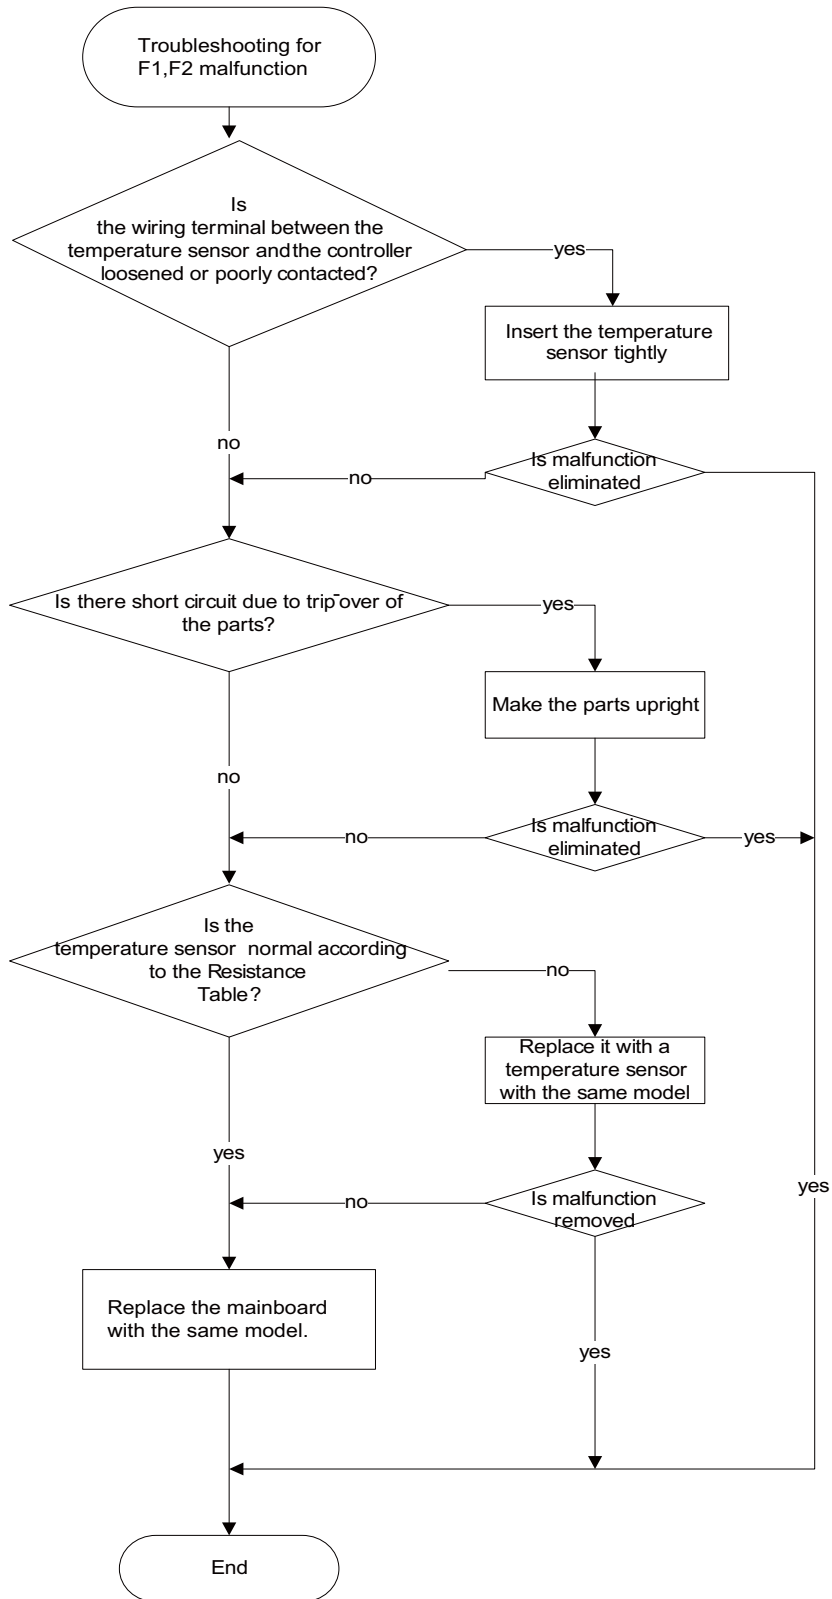 Troubleshooting for
F1,F2 malfunction
Is
the wiring terminal between the
temperature sensor and the controller
loosened or poorly contacted?
yes
Insert the temperature
sensor tightly
no
Is malfunction
eliminated
no
Is there short circuit due to trip-over of
the parts?
yes
Make the parts upright
no
Is malfunction
eliminated
no
yes
Is the
temperature sensor normal according
to the Resistance
Table?
no
Replace it with a
temperature sensor
with the same model
yes
Is malfunction
removed
no
yes
Replace the mainboard
with the same model.
yes
End